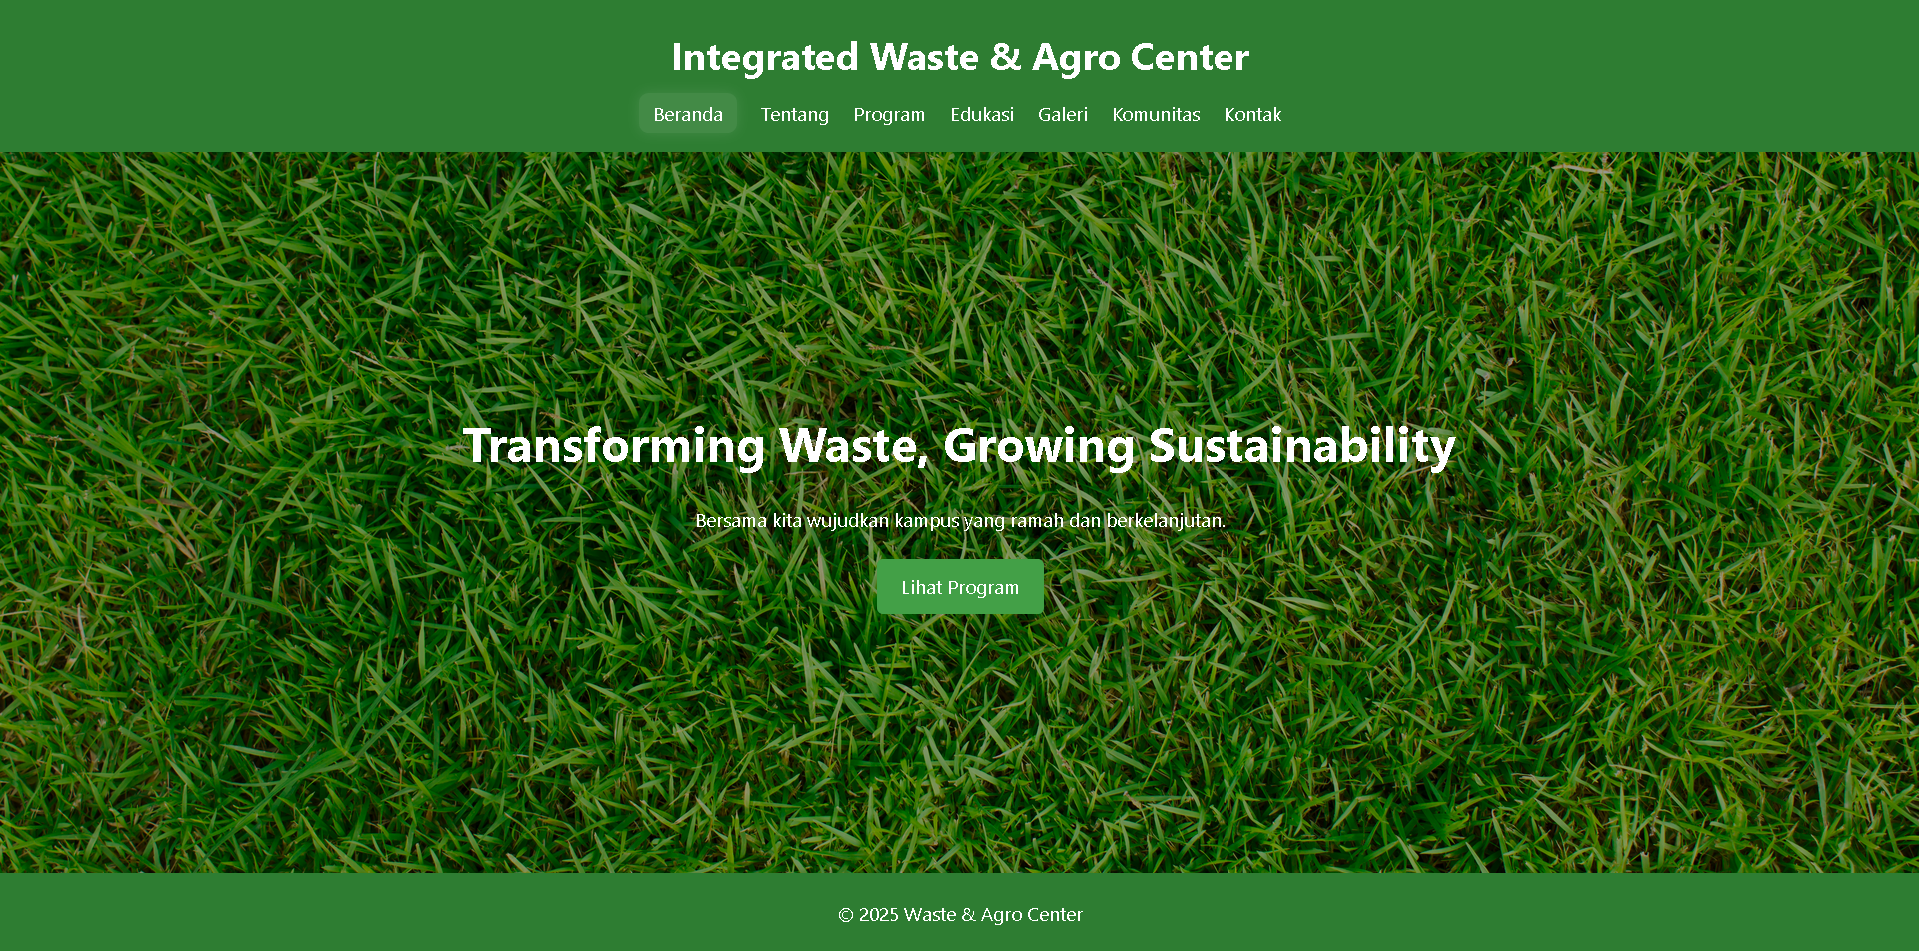 Integrated Waste & Agro Center
Beranda Tentang Program Edukasi Galeri Komunitas Kontak
Transforming Waste, Growing Sustainability
Bersama kita wujudkan kampus yang ramah dan berkelanjutan.
Lihat Program
© 2025 Waste & Agro Center